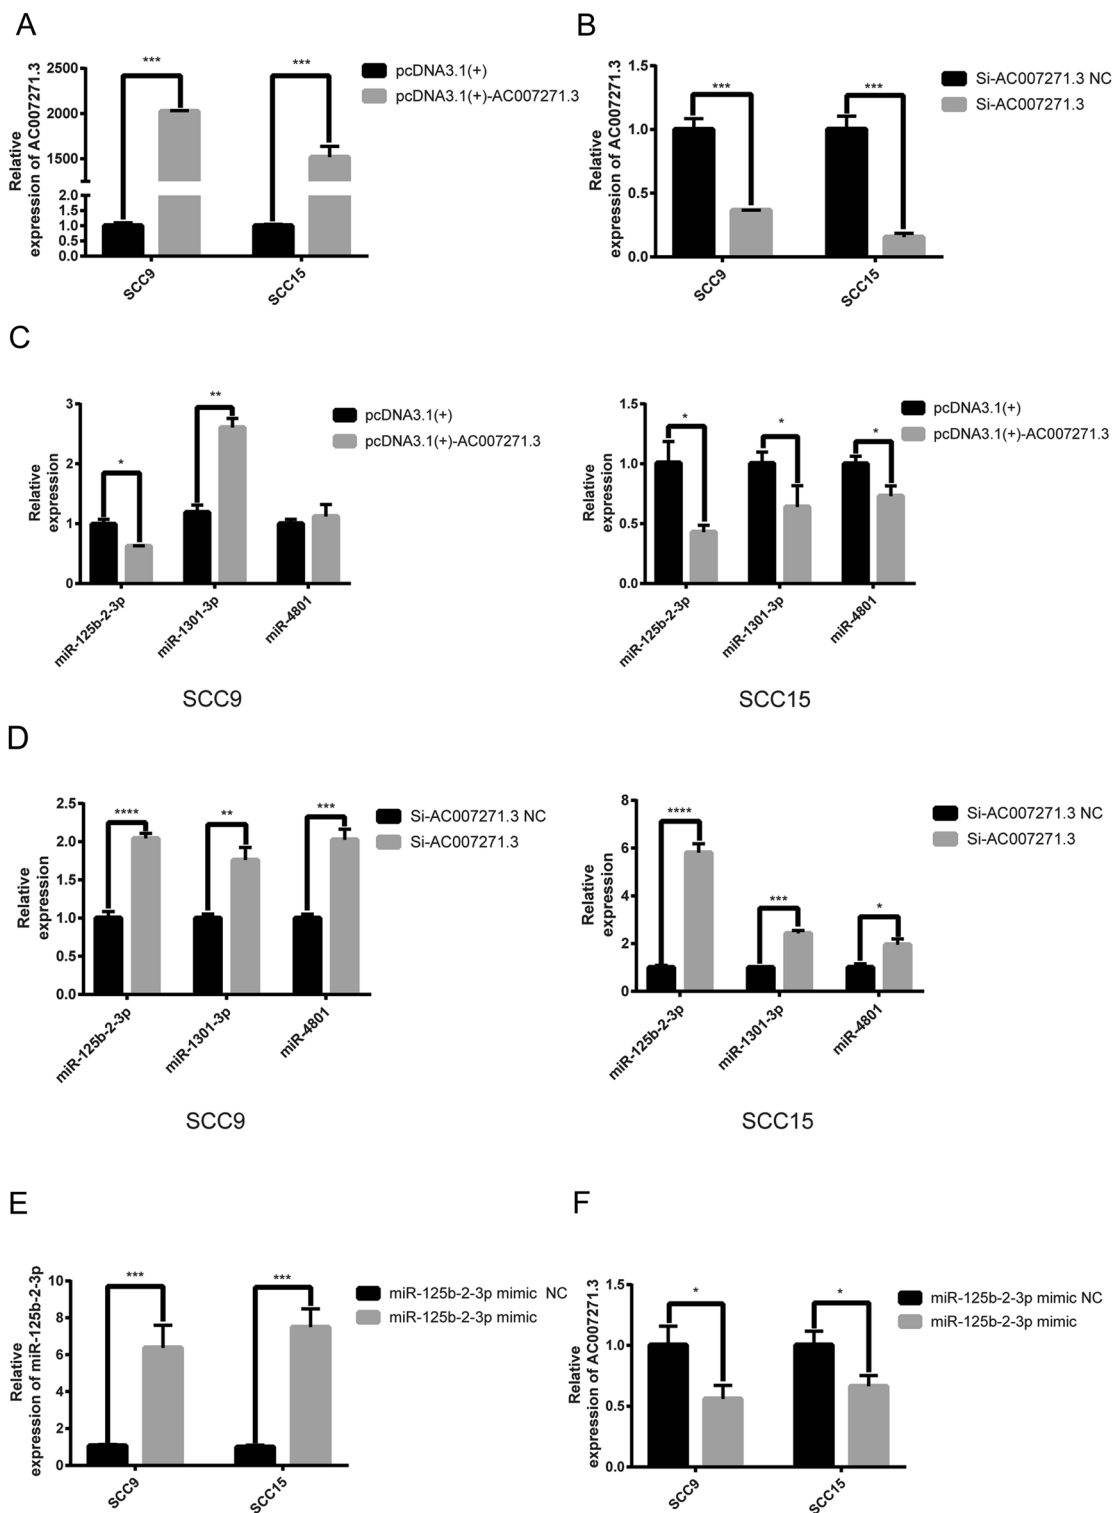 A
Relative
expression of AC007271.3
2500
2000
1500
2.0
1.5
1.0
0.5
0.0
***
***
SCC9
SCC15
pcDNA3.1(+)
pcDNA3.1(+)-AC007271.3
B
Relative
expression of AC007271.3
1.5
1.0
0.5
0.0
***
***
SCC9
SCC15
Si-AC007271.3 NC
Si-AC007271.3
C
Relative
expression
3
2
1
0
*
**
miR-125b-2-3p
miR-1301-3p
miR-4801
pcDNA3.1(+)
pcDNA3.1(+)-AC007271.3
SCC9
Relative
expression
1.5
1.0
0.5
0.0
*
*
*
miR-125b-2-3p
miR-1301-3p
miR-4801
pcDNA3.1(+)
pcDNA3.1(+)-AC007271.3
SCC15
D
Relative
expression
2.5
2.0
1.5
1.0
0.5
0.0
****
**
***
miR-125b-2-3p
miR-1301-3p
miR-4801
Si-AC007271.3 NC
Si-AC007271.3
SCC9
Relative
expression
8
6
4
2
0
****
***
*
miR-125b-2-3p
miR-1301-3p
miR-4801
Si-AC007271.3 NC
Si-AC007271.3
SCC15
E
Relative
expression of miR-125b-2-3p
10
8
6
4
2
0
***
***
SCC9
SCC15
miR-125b-2-3p mimic NC
miR-125b-2-3p mimic
F
Relative
expression of AC007271.3
1.5
1.0
0.5
0.0
*
*
SCC9
SCC15
miR-125b-2-3p mimic NC
miR-125b-2-3p mimic